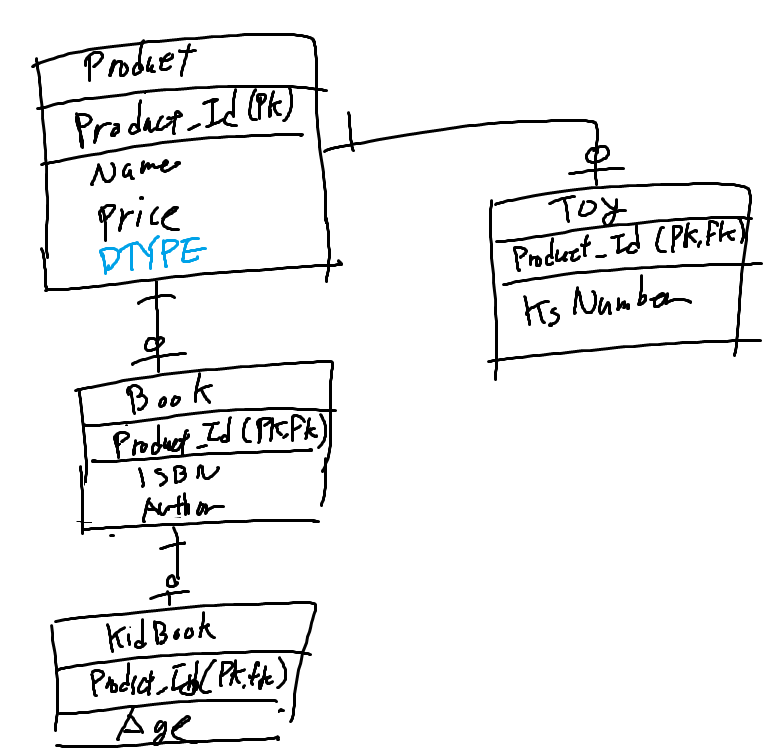 Product
Product_Id (Pk)
Name
Price
DTYPE
Toy
Product_Id (Pk,Fk)
Ks Number
Book
Product_Id (Pk,Fk)
ISBN
Author
KidBook
Product_Id (Pk,fk)
Age